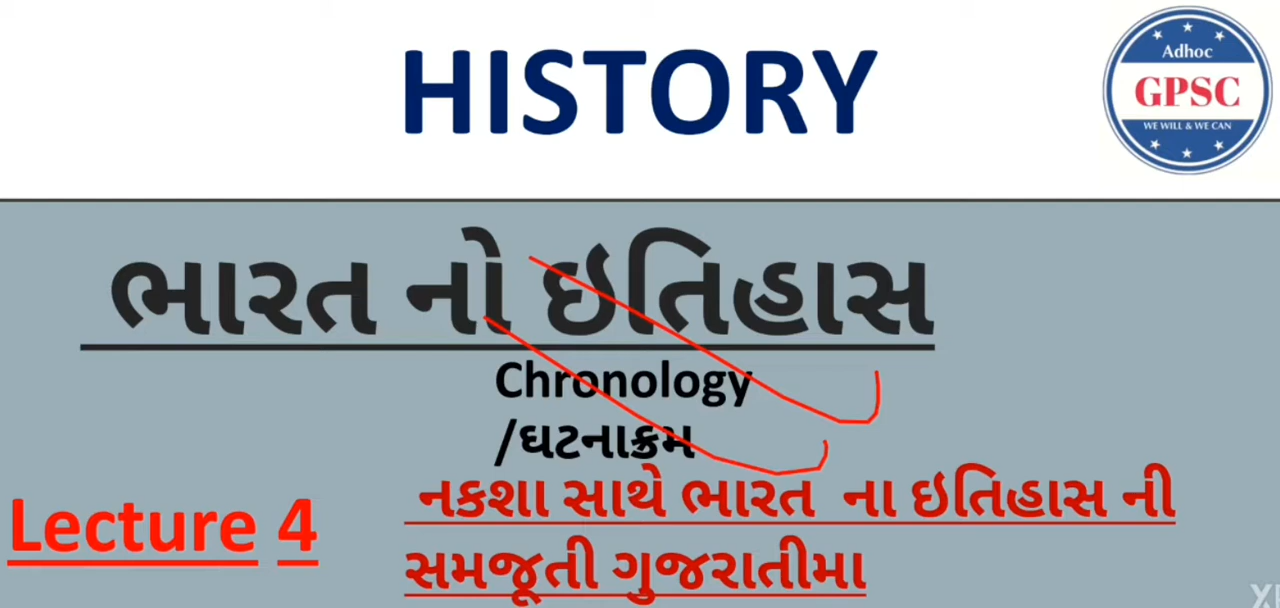 HISTORY
Adhoc
GPSC
WE WILL & WE CAN
ભારત નો ઇતિહાસ
Chronology
/ઘટનાક્રમ
Lecture 4
નકશા સાથે ભારત ના ઇતિહાસ ની
સમજૂતી ગુજરાતીમા